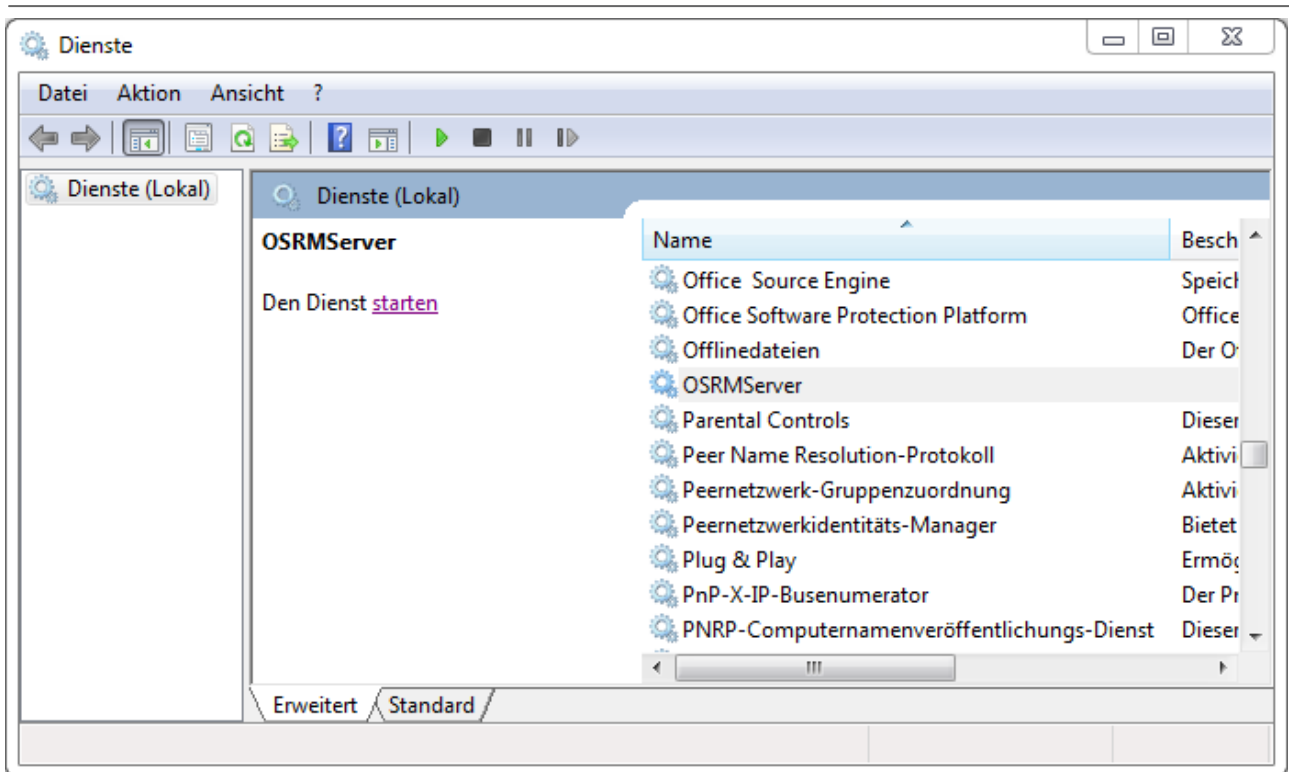 Dienste
Datei Aktion Ansicht ?
Dienste (Lokal)
Dienste (Lokal)
OSRMServer
Den Dienst starten
Name Besch
Office Source Engine Speich
Office Software Protection Platform Office
Offlinedateien Der O
OSRMServer
Parental Controls Dieser
Peer Name Resolution-Protokoll Aktivi
Peernetzwerk-Gruppenzuordnung Aktivi
Peernetzwerkidentitäts-Manager Bietet
Plug & Play Ermög
PnP-X-IP-Busenumerator Der Pr
PNRP-Computernamenveröffentlichungs-Dienst Dieser
Erweitert Standard